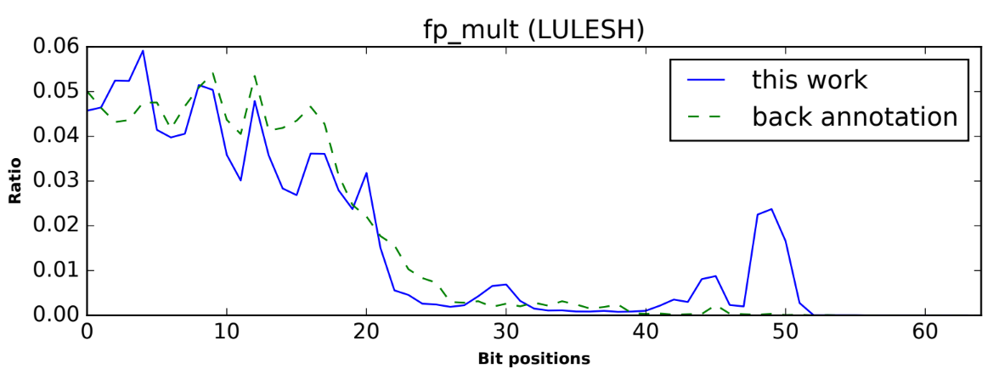 fp_mult (LULESH)
this work
back annotation
0.06
0.05
0.04
0.03
0.02
0.01
0.00
Ratio
0 10 20 30 40 50 60
Bit positions